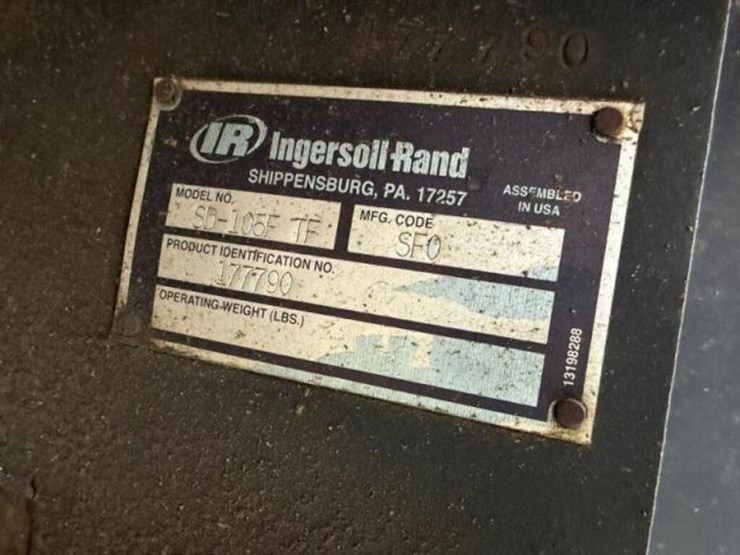 177790
IR Ingersoll-Rand
SHIPPENSBURG, PA. 17257
ASSEMBLED
IN USA
MODEL NO.
SD-105F TF
MFG. CODE
SFO
PRODUCT IDENTIFICATION NO.
177790
OPERATING WEIGHT (LBS.)
13198288